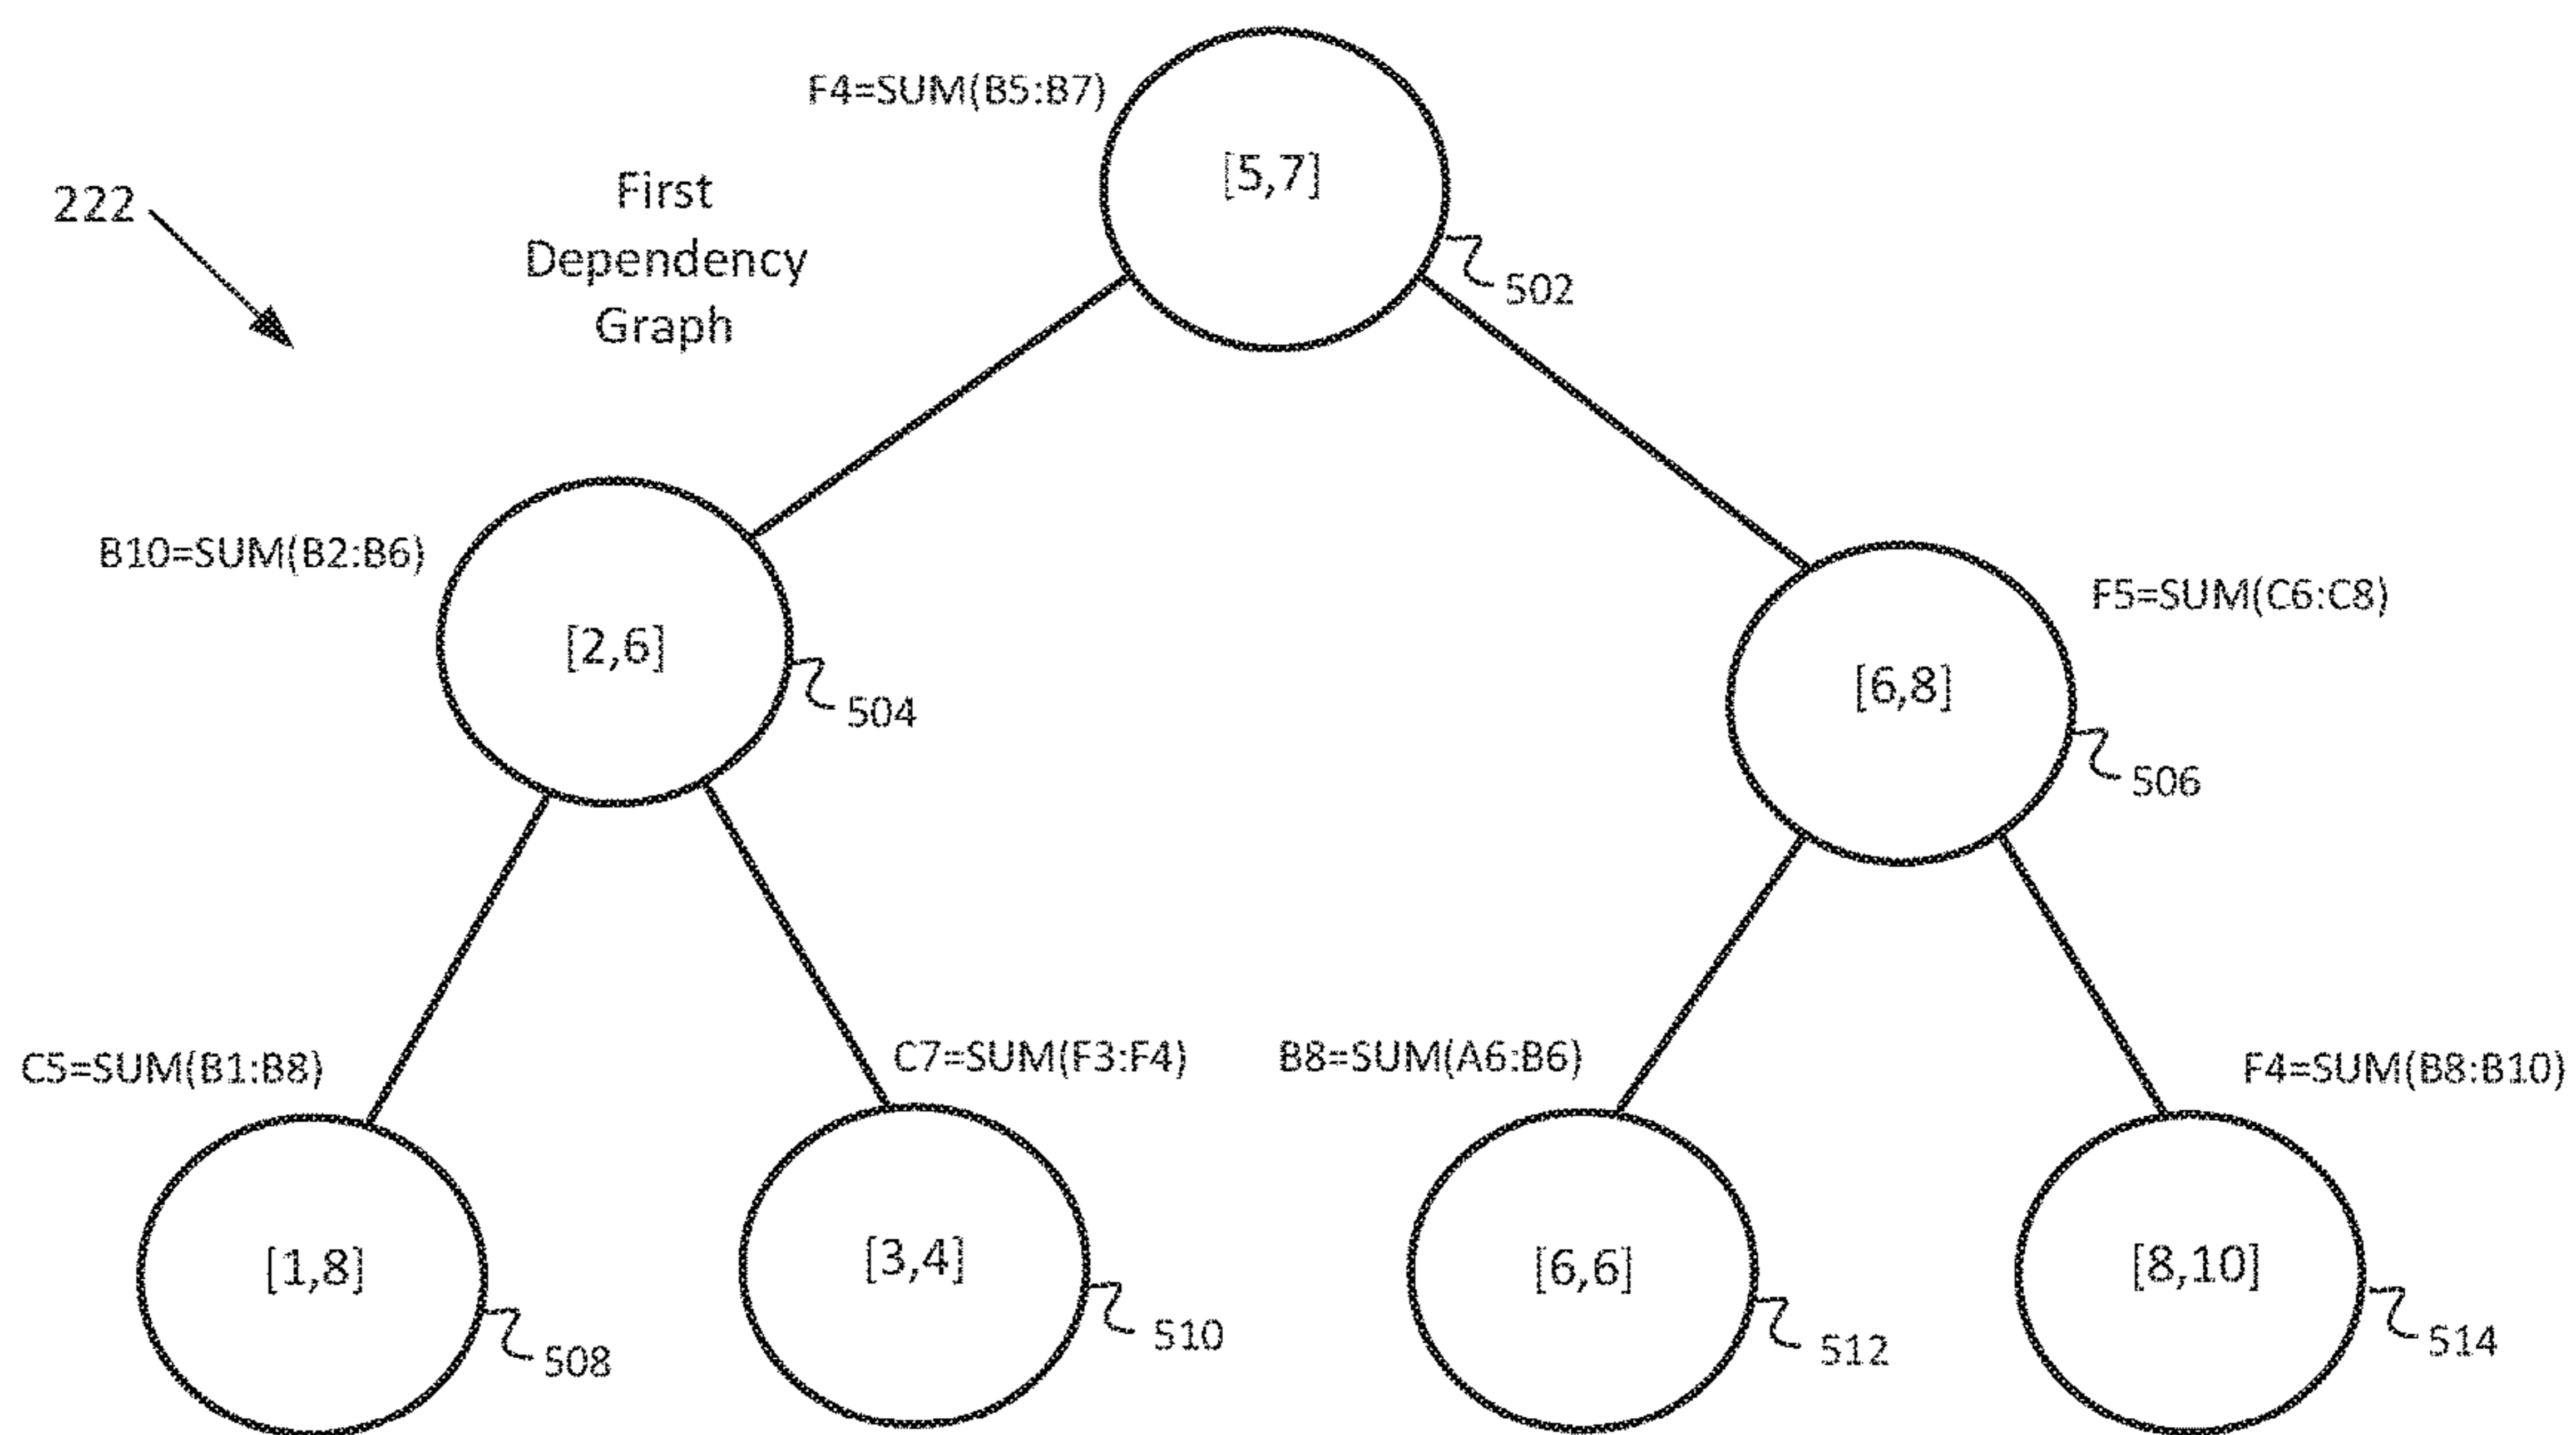 F4=SUM(B5:B7)
[5,7]
222
First
Dependency
Graph
502
B10=SUM(B2:B6)
[2,6]
504
F5=SUM(C6:C8)
[6,8]
506
C5=SUM(B1:B8)
C7=SUM(F3:F4)
B8=SUM(A6:B6)
F4=SUM(B8:B10)
[1,8]
508
[3,4]
510
[6,6]
512
[8,10]
514